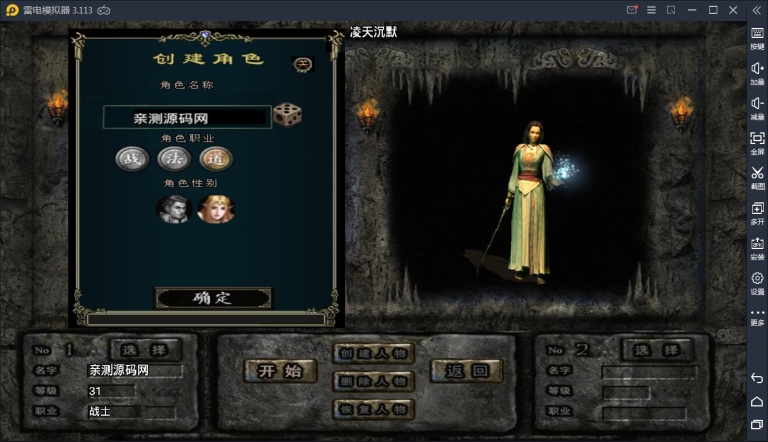 雷电模拟器 3.113
凌天沉默
创建角色
角色名称
亲测源码网
角色职业
战 法 道
角色性别
确定
No 1 选择
名字 亲测源码网
等级 31
职业 战士
开始
创建人物
删除人物
恢复人物
返回
No 2 选择
名字
等级
职业
按键
加量
减量
全屏
截图
多开
安装
设置
更多